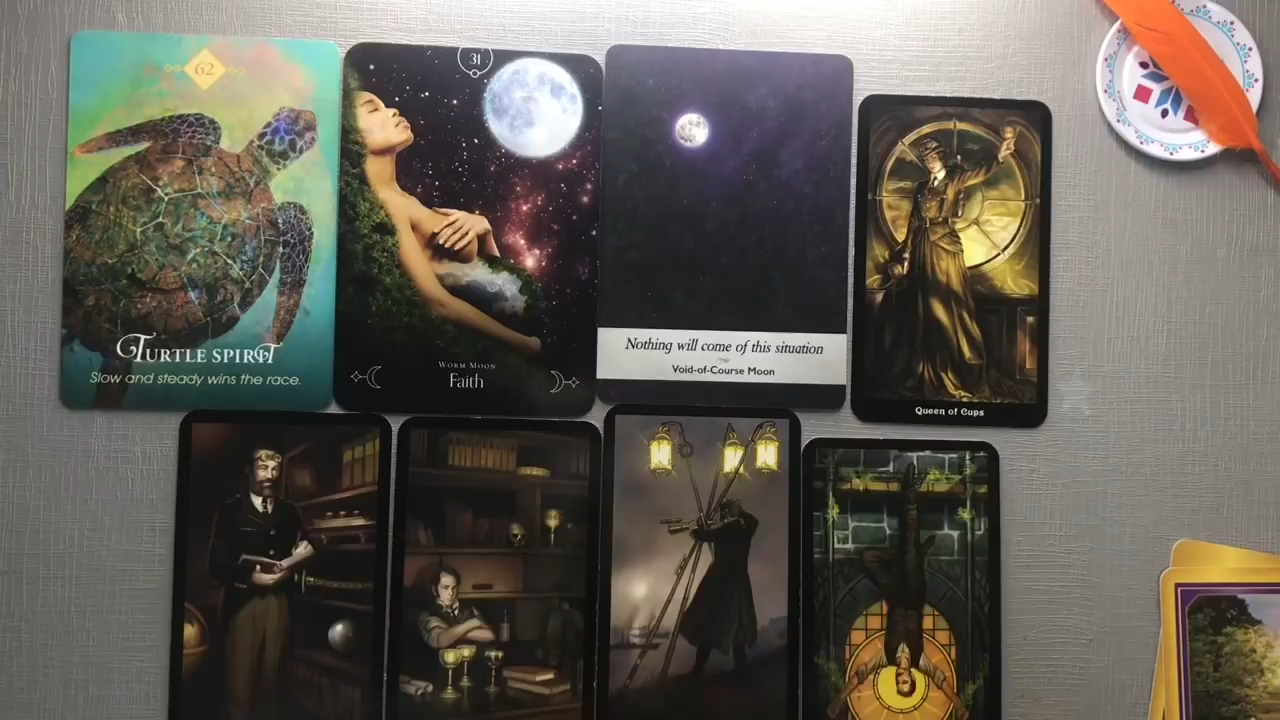 62
TURTLE SPIRIT
Slow and steady wins the race.
31
WORM MOON
Faith
Nothing will come of this situation
Void-of-Course Moon
Queen of Cups